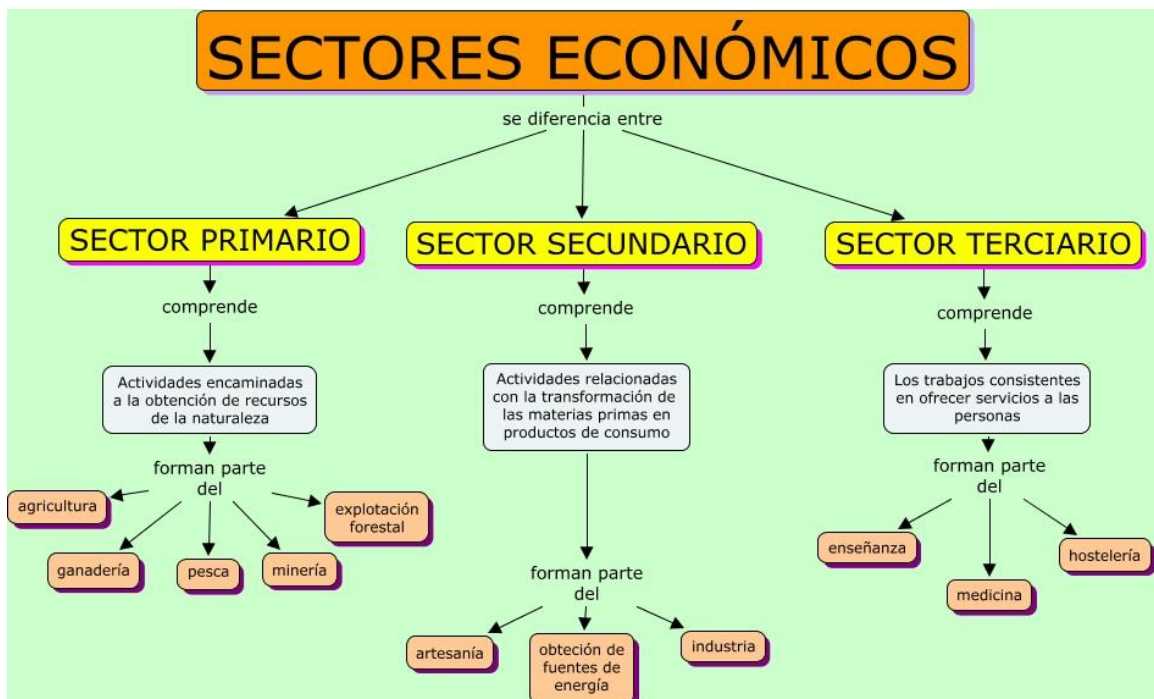 SECTORES ECONÓMICOS
se diferencia entre
SECTOR PRIMARIO
comprende
Actividades encaminadas
a la obtención de recursos
de la naturaleza
forman parte
del
agricultura
ganadería
pesca
minería
explotación
forestal
SECTOR SECUNDARIO
comprende
Actividades relacionadas
con la transformación de
las materias primas en
productos de consumo
forman parte
del
artesanía
obteción de
fuentes de
energía
industria
SECTOR TERCIARIO
comprende
Los trabajos consistentes
en ofrecer servicios a las
personas
forman parte
del
enseñanza
medicina
hostelería